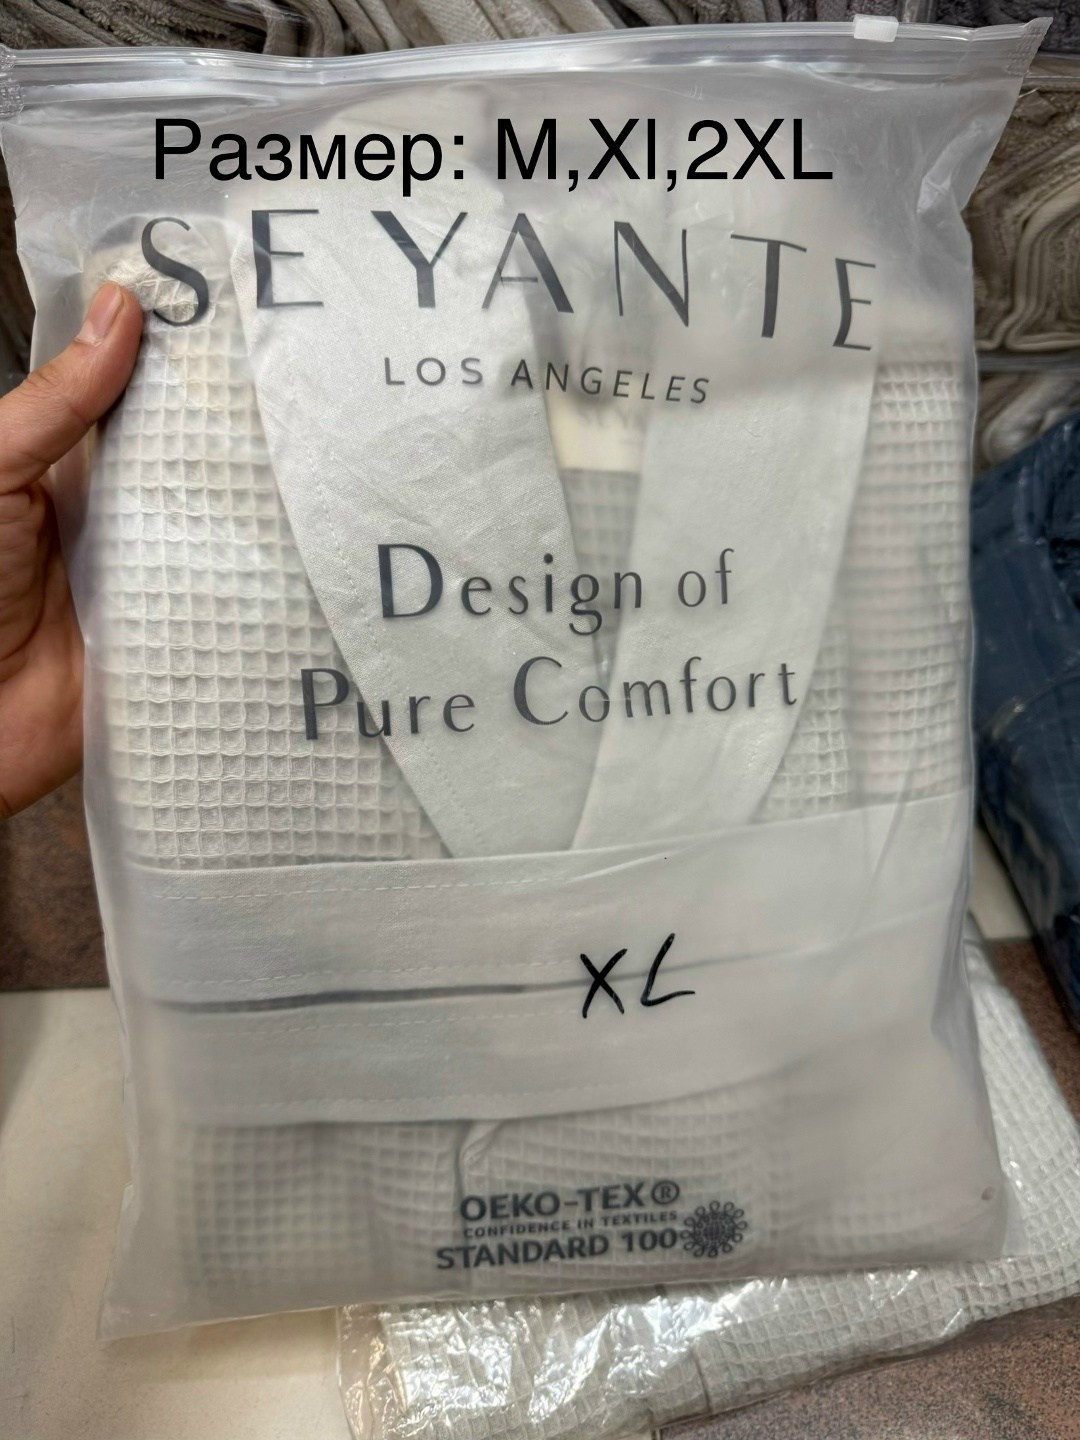 Размер: M,Xl,2XL
SEYANTE
LOS ANGELES
Design of
Pure Comfort
XL
OEKO-TEX®
CONFIDENCE IN TEXTILES
STANDARD 100